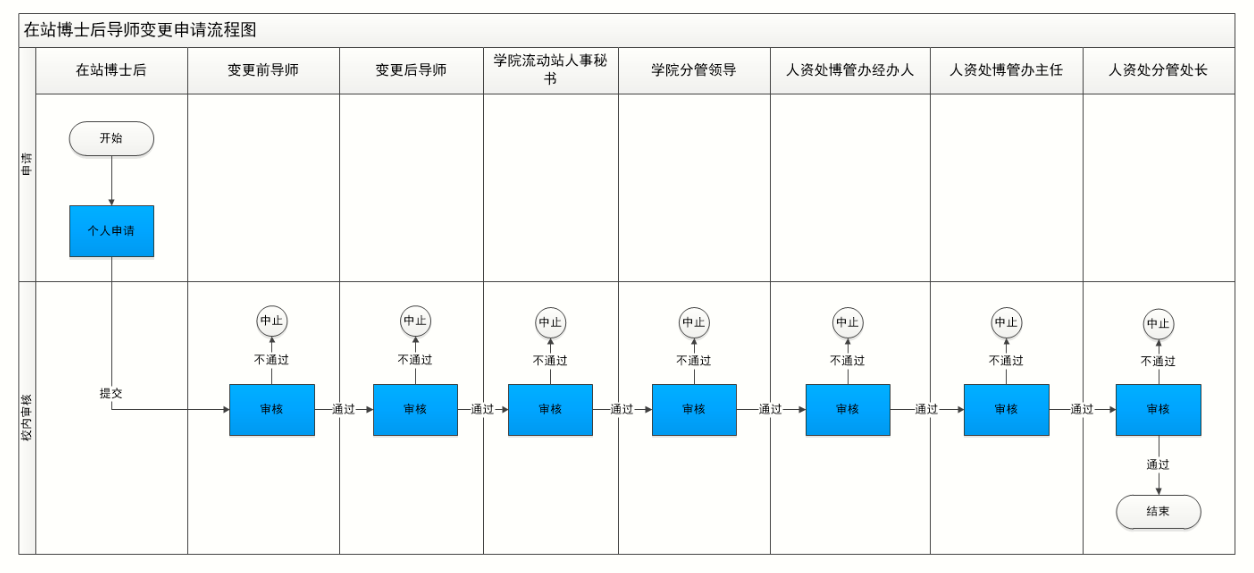 在站博士后导师变更申请流程图
在站博士后
变更前导师
变更后导师
学院流动站人事秘
书
学院分管领导
人资处博管办经办人
人资处博管办主任
人资处分管处长
申请
开始
个人申请
校内审核
中止
中止
中止
中止
中止
中止
中止
不通过
不通过
不通过
不通过
不通过
不通过
不通过
提交
审核
通过
审核
通过
审核
通过
审核
通过
审核
通过
审核
通过
审核
通过
结束